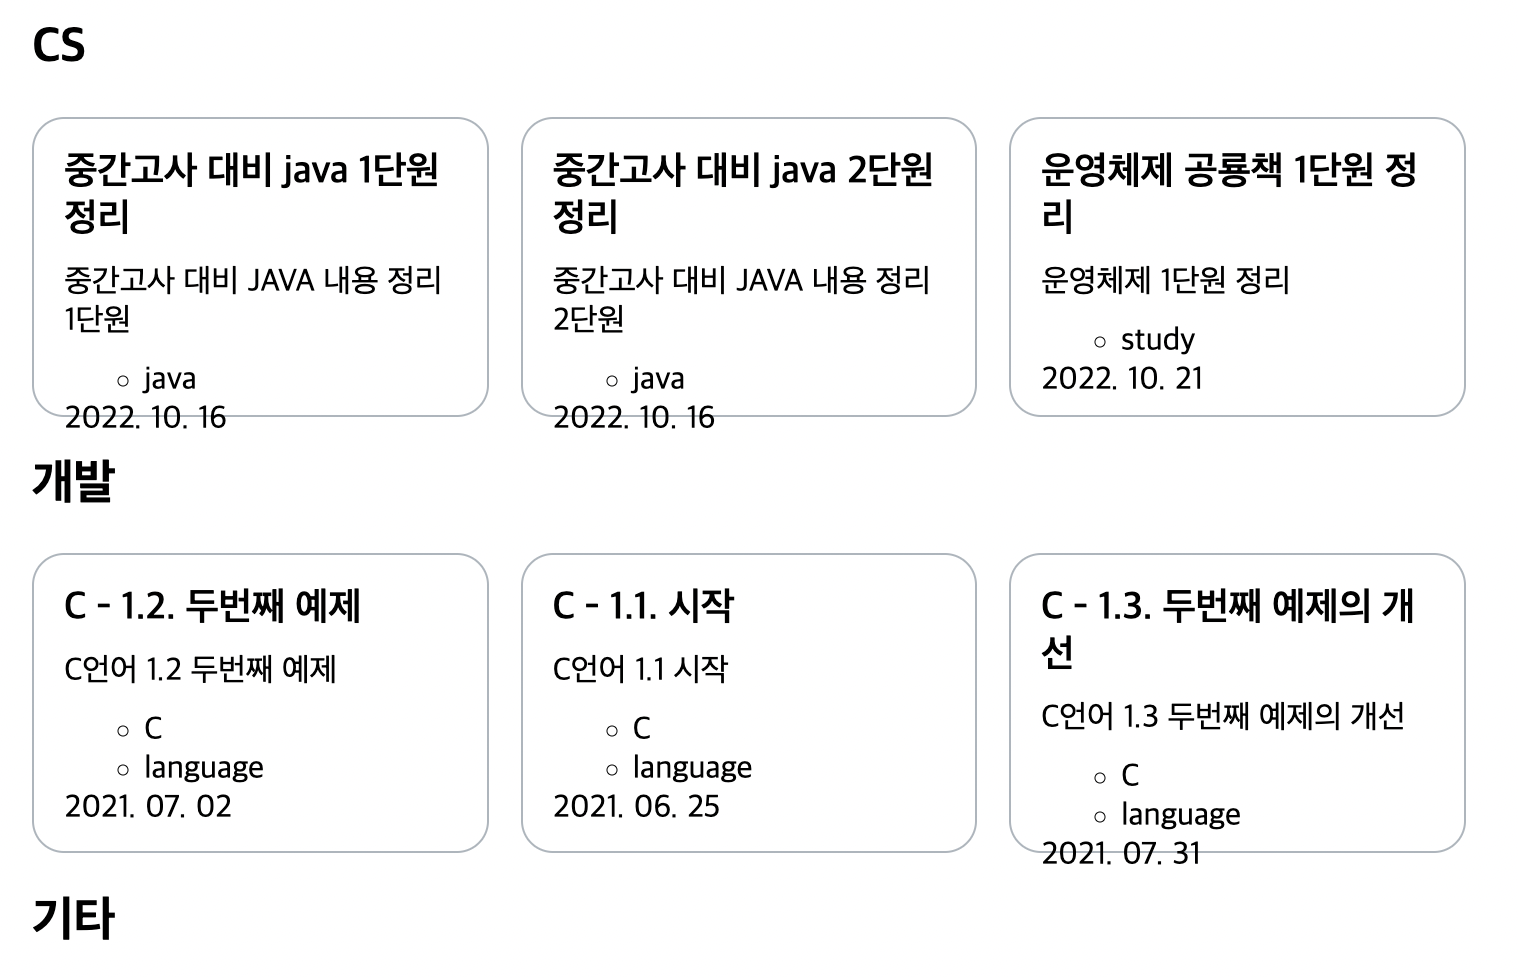 CS
중간고사 대비 java 1단원
정리
중간고사 대비 JAVA 내용 정리
1단원
java
2022. 10. 16
중간고사 대비 java 2단원
정리
중간고사 대비 JAVA 내용 정리
2단원
java
2022. 10. 16
운영체제 공룡책 1단원 정
리
운영체제 1단원 정리
study
2022. 10. 21
개발
C - 1.2. 두번째 예제
C언어 1.2 두번째 예제
C
language
2021. 07. 02
C - 1.1. 시작
C언어 1.1 시작
C
language
2021. 06. 25
C - 1.3. 두번째 예제의 개
선
C언어 1.3 두번째 예제의 개선
C
language
2021. 07. 31
기타